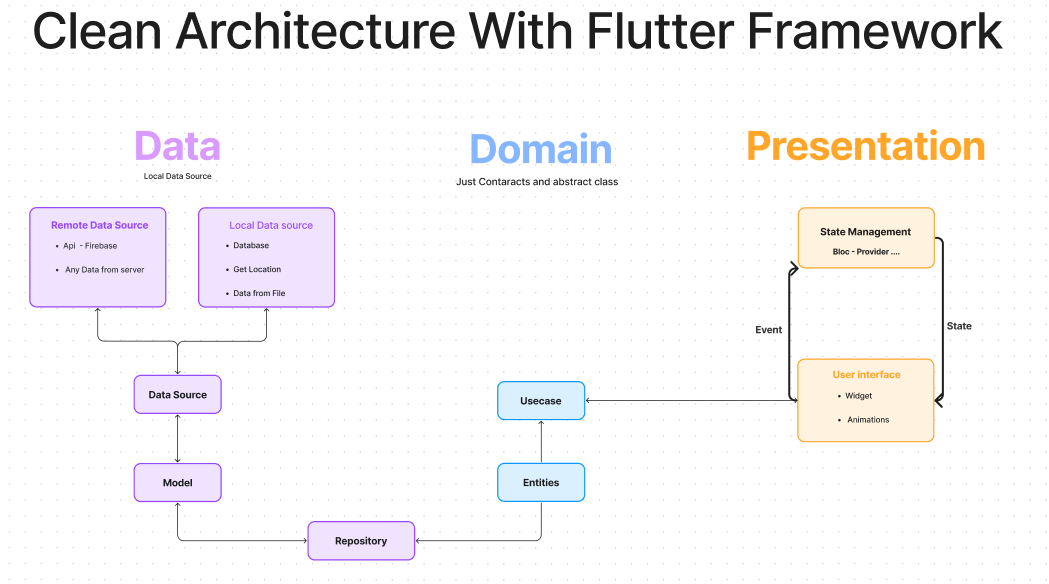 Clean Architecture With Flutter Framework
Data
Local Data Source
Domain
Just Contaracts and abstract class
Presentation
Remote Data Source
• Api - Firebase
• Any Data from server
Local Data source
• Database
• Get Location
• Data from File
State Management
Bloc - Provider ....
Event
State
User interface
• Widget
• Animations
Data Source
Usecase
Model
Entities
Repository